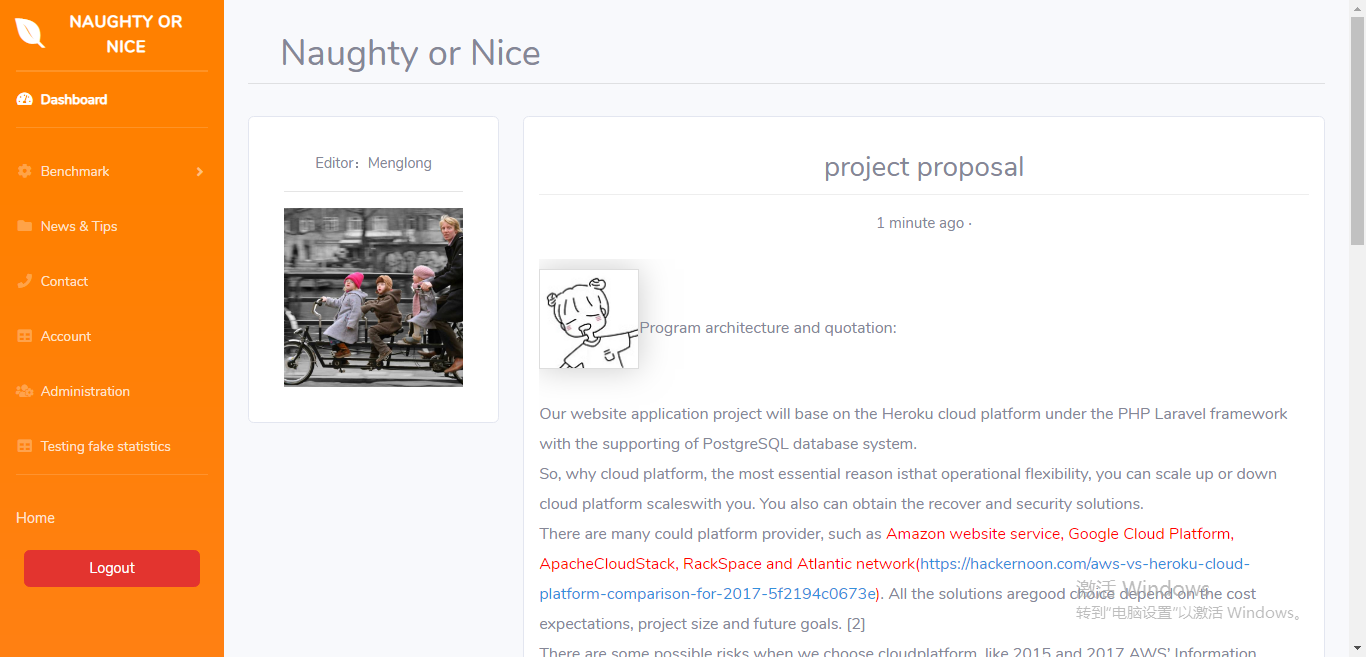 NAUGHTY OR
NICE
Dashboard
Benchmark
News & Tips
Contact
Account
Administration
Testing fake statistics
Home
Logout
Naughty or Nice
Editor：Menglong
project proposal
1 minute ago ·
Program architecture and quotation:
Our website application project will base on the Heroku cloud platform under the PHP Laravel framework
with the supporting of PostgreSQL database system.
So, why cloud platform, the most essential reason isthat operational flexibility, you can scale up or down
cloud platform scaleswith you. You also can obtain the recover and security solutions.
There are many could platform provider, such as Amazon website service, Google Cloud Platform,
ApacheCloudStack, RackSpace and Atlantic network(https://hackernoon.com/aws-vs-heroku-cloud-
platform-comparison-for-2017-5f2194c0673e). All the solutions aregood choice depend on the cost
expectations, project size and future goals. [2]
There are some possible risks when we choose cloudplatform, like 2015 and 2017 AWS' Information
激活 Windows
转到"电脑设置"以激活 Windows。